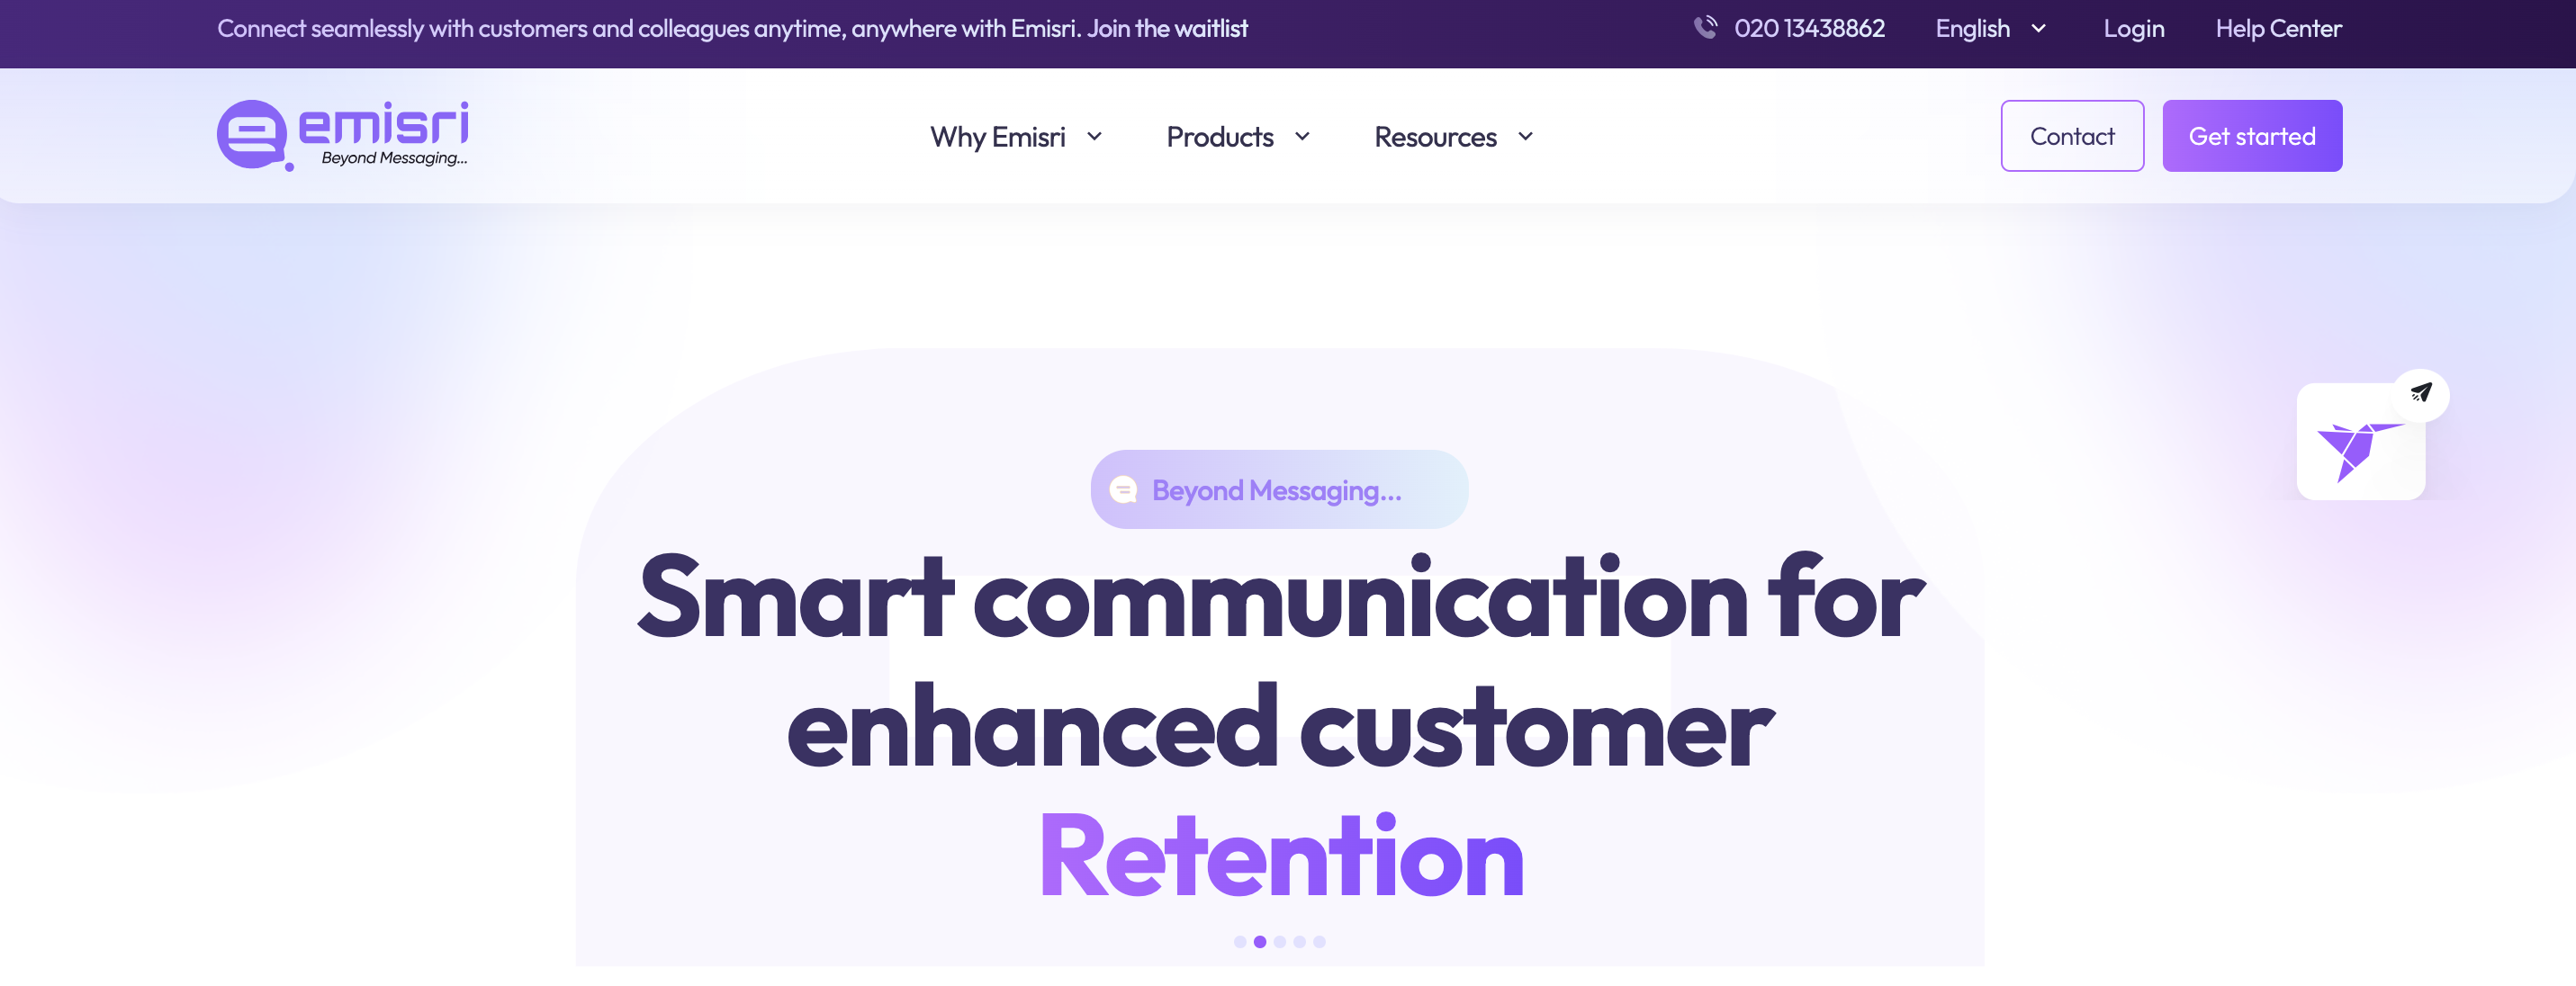 Connect seamlessly with customers and colleagues anytime, anywhere with Emisri. Join the waitlist
020 13438862
English
Login
Help Center
emisri
Beyond Messaging...
Why Emisri
Products
Resources
Contact
Get started
Beyond Messaging...
Smart communication for
enhanced customer
Retention